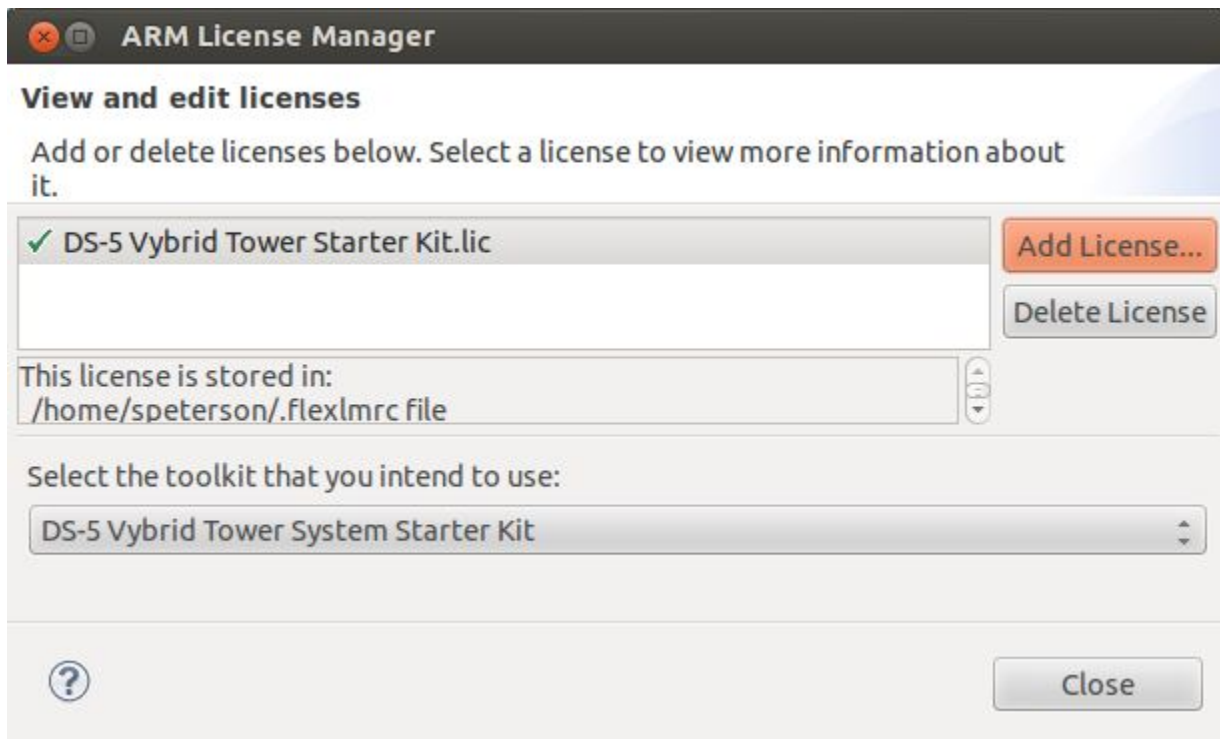 ARM License Manager
View and edit licenses
Add or delete licenses below. Select a license to view more information about
it.
DS-5 Vybrid Tower Starter Kit.lic
Add License...
Delete License
This license is stored in:
/home/speterson/.flexlmrc file
Select the toolkit that you intend to use:
DS-5 Vybrid Tower System Starter Kit
?
Close